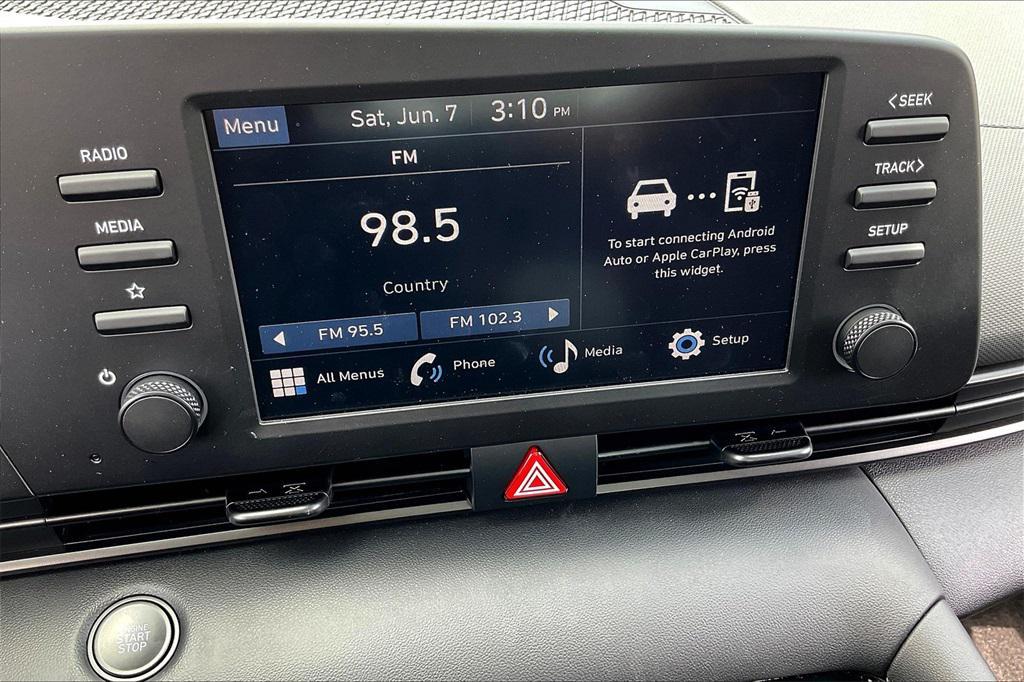 Menu Sat, Jun. 7 3:10 PM
<SEEK
RADIO
FM
TRACK>
98.5
MEDIA
To start connecting Android
Auto or Apple CarPlay, press
this widget.
SETUP
Country
FM 95.5 FM 102.3
All Menus Phone Media Setup
ENGINE
START
STOP